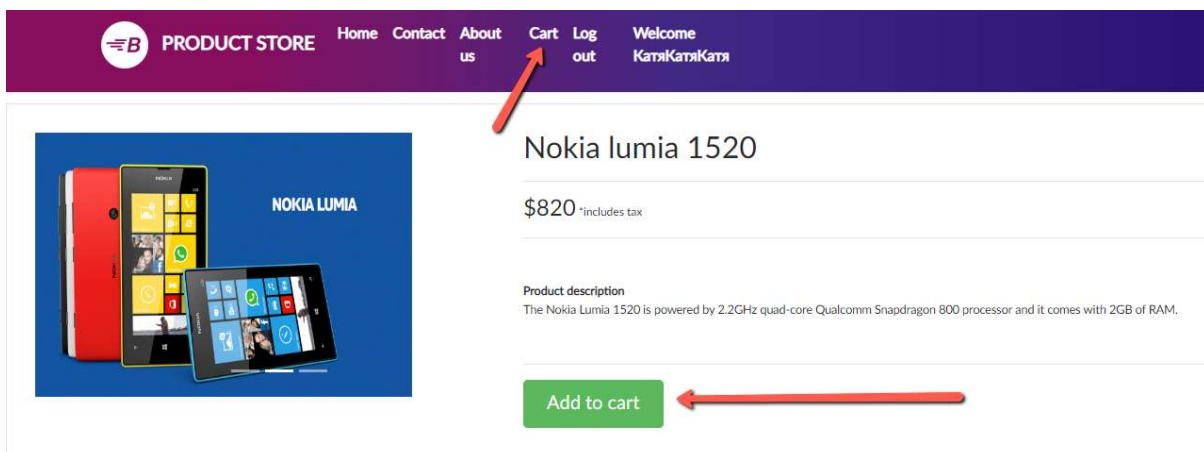 B PRODUCT STORE Home Contact About us Cart Log out Welcome КатяКатяКатя
Nokia lumia 1520
NOKIA LUMIA
$820 *includes tax
Product description
The Nokia Lumia 1520 is powered by 2.2GHz quad-core Qualcomm Snapdragon 800 processor and it comes with 2GB of RAM.
Add to cart